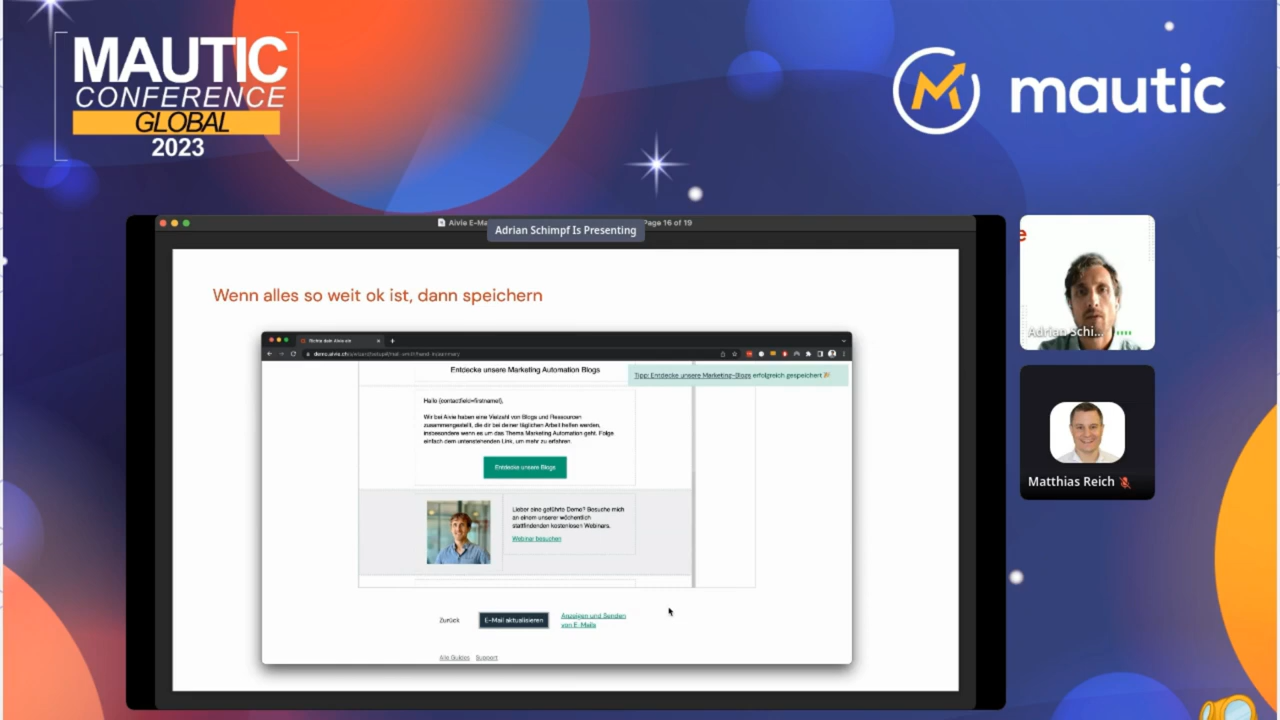 MAUTIC
CONFERENCE
GLOBAL
2023
mautic
Aivie E-Ma
Page 16 of 19
Adrian Schimpf Is Presenting
Wenn alles so weit ok ist, dann speichern
Entdecke unsere Marketing Automation Blogs
Tipp: Entdecke unsere Marketing-Blogs erfolgreich gespeichert
Hallo {contactfield=firstname},
Wir bei Aivie haben eine Vielzahl von Blogs und Ressourcen
zusammengestellt, die dir bei deiner täglichen Arbeit helfen werden,
insbesondere wenn es um das Thema Marketing Automation geht. Folge
einfach dem untenstehenden Link, um mehr zu erfahren.
Entdecke unsere Blogs
Lieber eine geführte Demo? Besuche mich
an einem unserer wöchentlich
stattfindenden kostenlosen Webinars.
Webinar besuchen
Zurück
E-Mail aktualisieren
Anzeigen und Senden
von E-Mails
Alle Guides
Support
Adrian Schi...
Matthias Reich